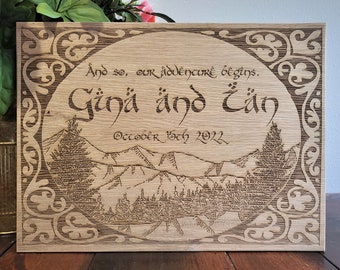 And so, our adventure begins.
Gina and Ian
October 15th 2022